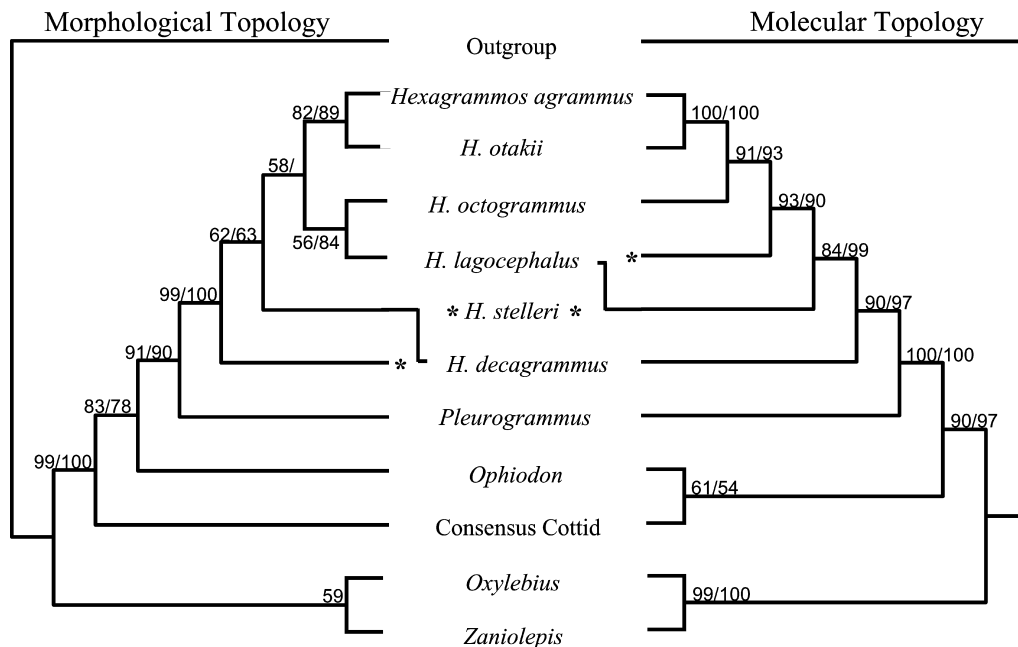 Morphological Topology
Molecular Topology
Outgroup
82/89
Hexagrammos agrammus
100/100
H. otakii
91/93
58/
H. octogrammus
93/90
62/63
56/84
H. lagocephalus
*
84/99
99/100
* H. stelleri *
90/97
91/90
* H. decagrammus
100/100
83/78
Pleurogrammus
90/97
99/100
Ophiodon
61/54
Consensus Cottid
59
Oxylebius
99/100
Zaniolepis